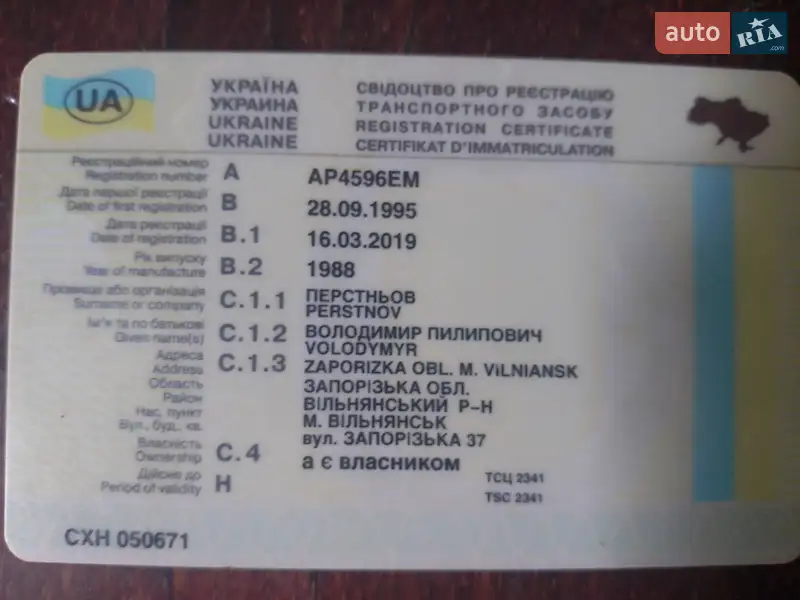 auto RIA .com
UA
УКРАЇНА
УКРАИНА
UKRAINE
UKRAINE
СВІДОЦТВО ПРО РЕЄСТРАЦІЮ
ТРАНСПОРТНОГО ЗАСОБУ
REGISTRATION CERTIFICATE
CERTIFIKAT D'IMMATRICULATION
Реєстраційний номер
Registration number
A
AP4596EM
Дата першої реєстрації
Date of first registration
B
28.09.1995
Дата реєстрації
Date of registration
B.1
16.03.2019
Рік випуску
Year of manufacture
B.2
1988
Прізвище або організація
Surname or company
C.1.1
ПЕРСТНЬОВ
PERSTNOV
Ім'я та по батькові
Given name(s)
C.1.2
ВОЛОДИМИР ПИЛИПОВИЧ
VOLODYMYR
Адреса
Address
C.1.3
ZAPORIZKA OBL. M. VILNIANSK
Область
ЗАПОРІЗЬКА ОБЛ.
Район
ВІЛЬНЯНСЬКИЙ Р-Н
Нас. пункт
М. ВІЛЬНЯНСЬК
Вул., буд., кв.
вул. ЗАПОРІЗЬКА 37
Власність
Ownership
C.4
а є власником
Дійсне до
Period of validity
H
ТСЦ 2341
TSC 2341
CXH 050671